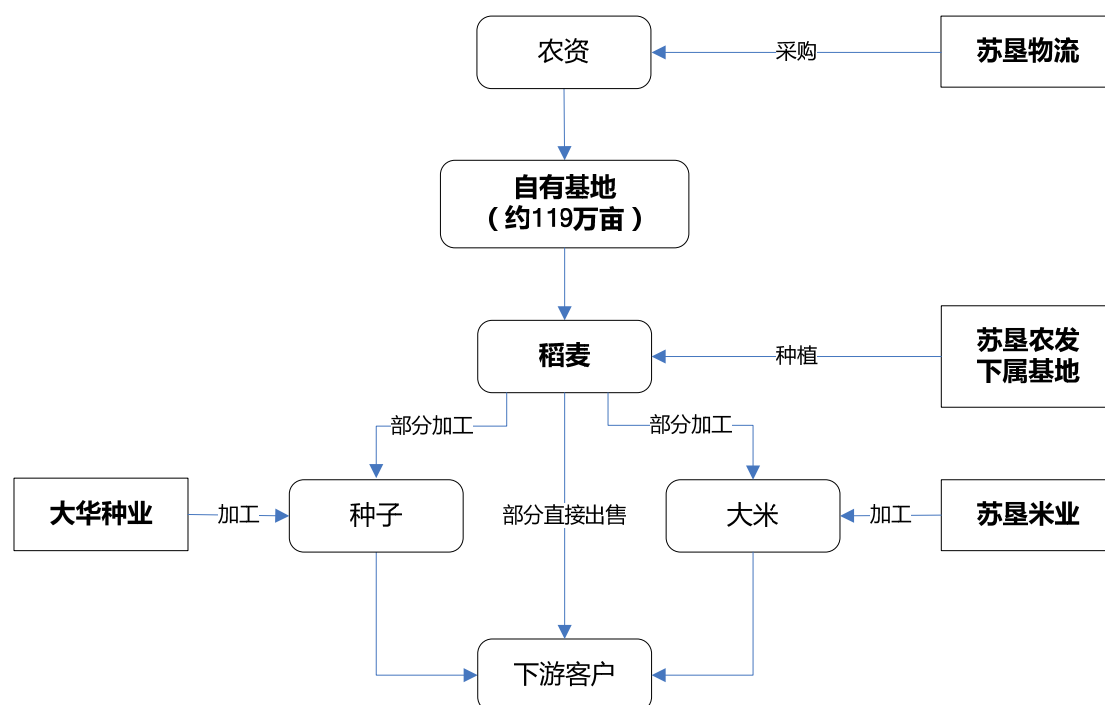 农资
采购
苏垦物流
自有基地
（约119万亩）
稻麦
种植
苏垦农发
下属基地
部分加工
部分加工
大华种业
加工
种子
部分直接出售
大米
加工
苏垦米业
下游客户